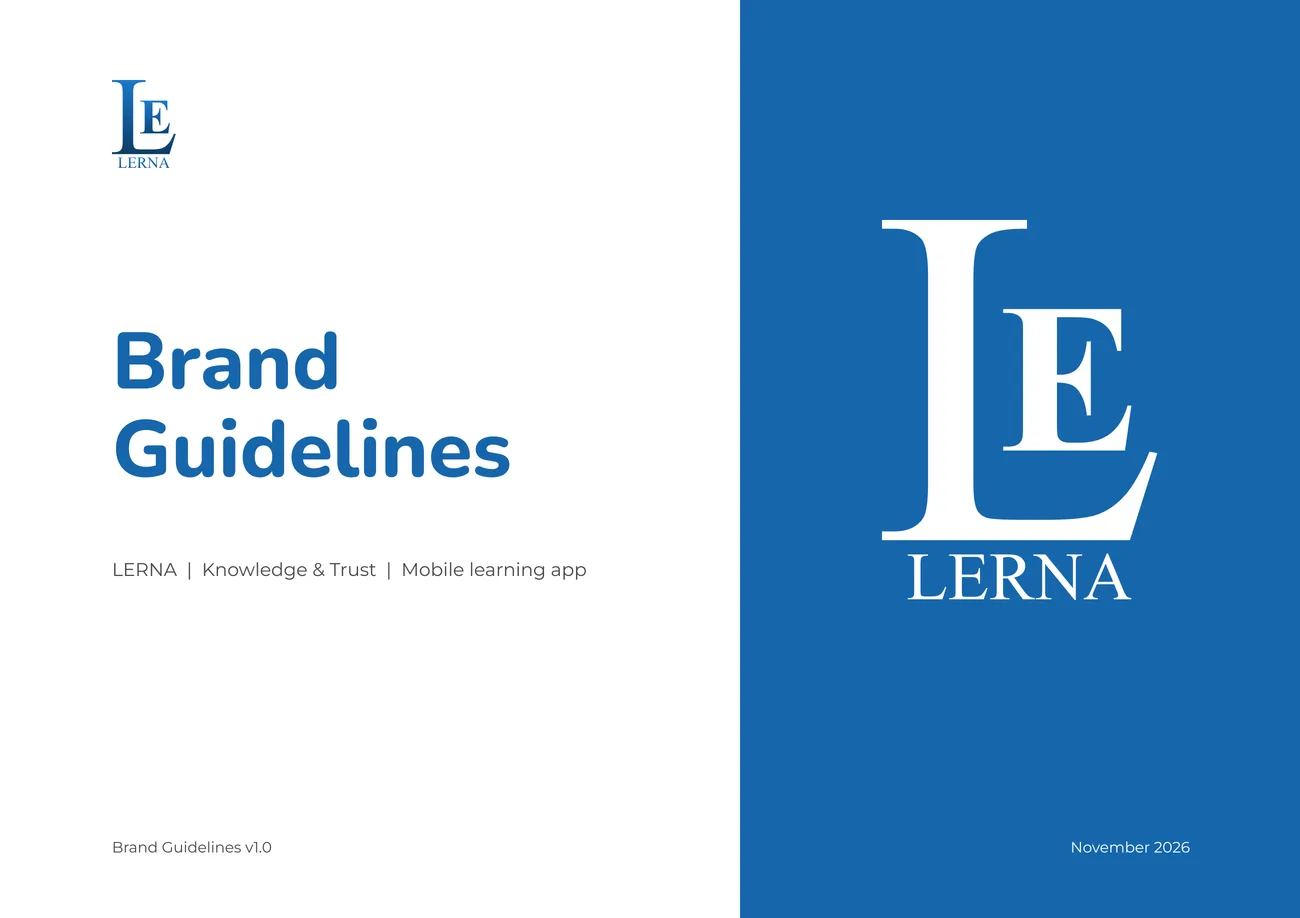 LE
LERNA
Brand
Guidelines
LERNA | Knowledge & Trust | Mobile learning app
Brand Guidelines v1.0
LE
LERNA
November 2026